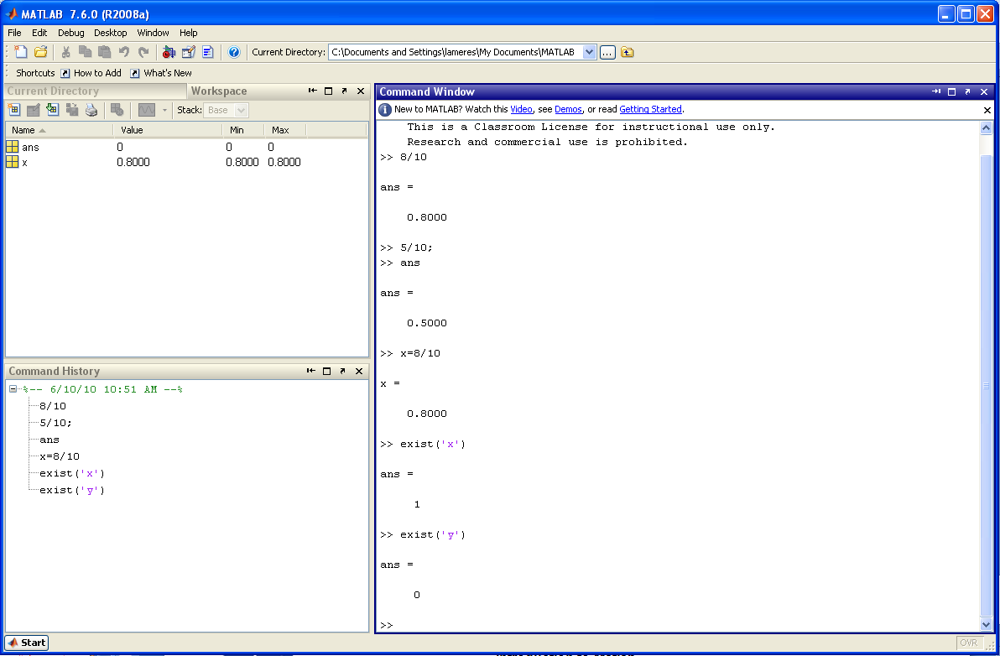 MATLAB 7.6.0 (R2008a)
File Edit Debug Desktop Window Help
Current Directory: C:\Documents and Settings\lameres\My Documents\MATLAB ...
Shortcuts How to Add What's New
Current Directory Workspace
Stack: Base
Name Value Min Max
ans 0 0 0
x 0.8000 0.8000 0.8000
Command History
%-- 6/10/10 10:51 AM --%
8/10
5/10;
ans
x=8/10
exist('x')
exist('y')
Command Window
New to MATLAB? Watch this Video, see Demos, or read Getting Started.
This is a Classroom License for instructional use only.
Research and commercial use is prohibited.
>> 8/10
ans =
0.8000
>> 5/10;
>> ans
ans =
0.5000
>> x=8/10
x =
0.8000
>> exist('x')
ans =
1
>> exist('y')
ans =
0
>>
Start
OVR